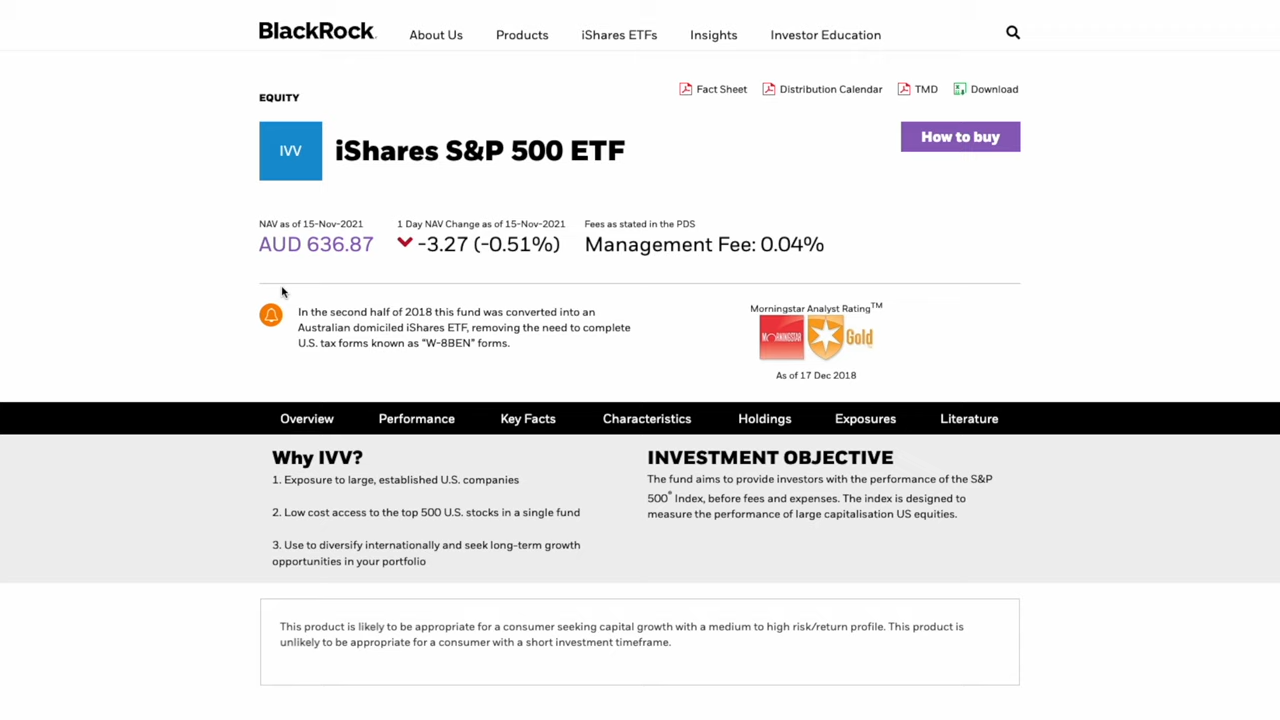 BlackRock.
About Us
Products
iShares ETFs
Insights
Investor Education
Fact Sheet
Distribution Calendar
TMD
Download
EQUITY
IVV
iShares S&P 500 ETF
How to buy
NAV as of 15-Nov-2021
1 Day NAV Change as of 15-Nov-2021
Fees as stated in the PDS
AUD 636.87
-3.27 (-0.51%)
Management Fee: 0.04%
In the second half of 2018 this fund was converted into an
Australian domiciled iShares ETF, removing the need to complete
U.S. tax forms known as "W-8BEN" forms.
Morningstar Analyst Rating™
MORNINGSTAR
Gold
As of 17 Dec 2018
Overview
Performance
Key Facts
Characteristics
Holdings
Exposures
Literature
Why IVV?
1. Exposure to large, established U.S. companies
2. Low cost access to the top 500 U.S. stocks in a single fund
3. Use to diversify internationally and seek long-term growth
opportunities in your portfolio
INVESTMENT OBJECTIVE
The fund aims to provide investors with the performance of the S&P
500® Index, before fees and expenses. The index is designed to
measure the performance of large capitalisation US equities.
This product is likely to be appropriate for a consumer seeking capital growth with a medium to high risk/return profile. This product is
unlikely to be appropriate for a consumer with a short investment timeframe.